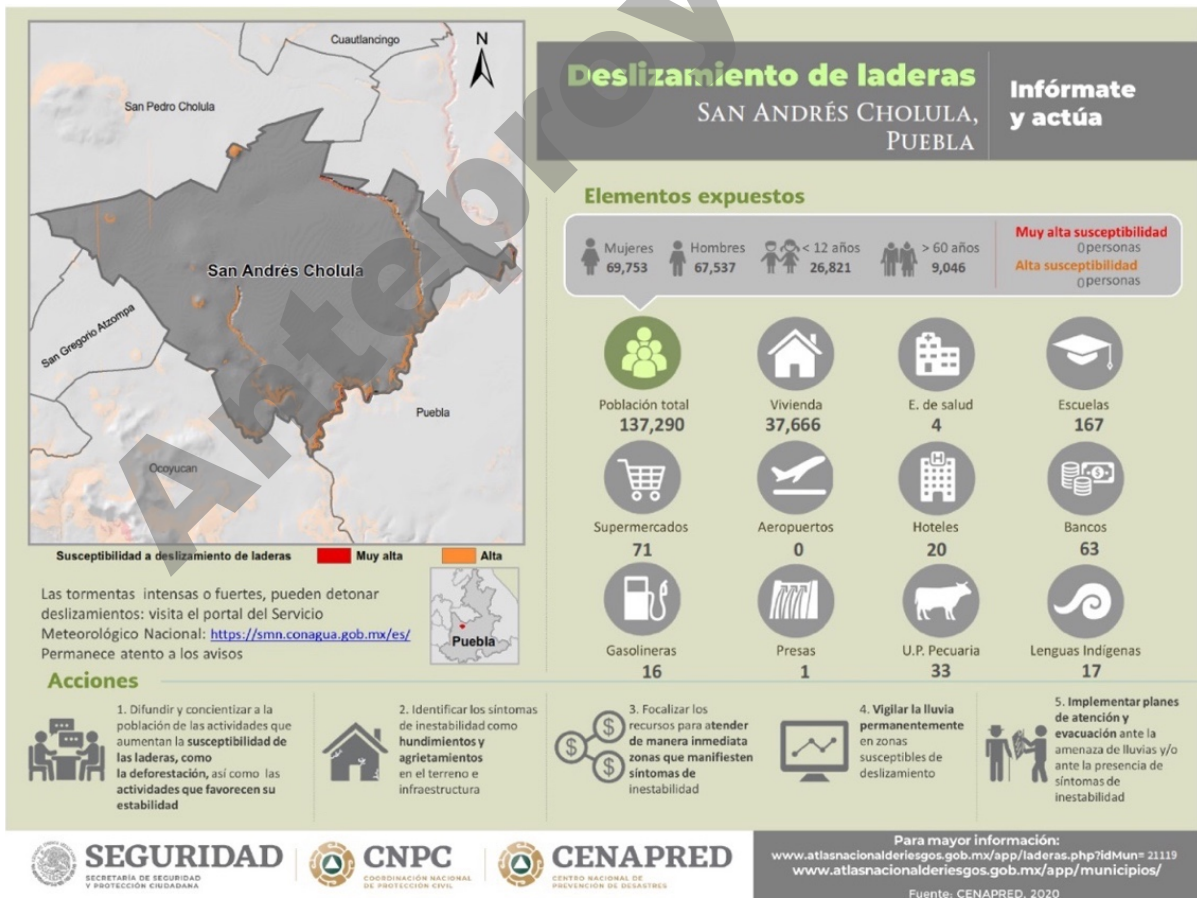 Cuautlancingo
N
San Pedro Cholula
San Andrés Cholula
San Gregorio Atzompa
Puebla
Ocoyucan
Susceptibilidad a deslizamiento de laderas Muy alta Alta
Las tormentas intensas o fuertes, pueden detonar
deslizamientos: visita el portal del Servicio
Meteorológico Nacional: https://smn.conagua.gob.mx/es/
Permanece atento a los avisos
Puebla
Anteproy
Deslizamiento de laderas
SAN ANDRÉS CHOLULA,
PUEBLA
Infórmate
y actúa
Elementos expuestos
Mujeres
69,753
Hombres
67,537
< 12 años
26,821
> 60 años
9,046
Muy alta susceptibilidad
0 personas
Alta susceptibilidad
0 personas
Población total
137,290
Vivienda
37,666
E. de salud
4
Escuelas
167
Supermercados
71
Aeropuertos
0
H
Hoteles
20
$
Bancos
63
Gasolineras
16
Presas
1
U.P. Pecuaria
33
Lenguas Indígenas
17
Acciones
1. Difundir y concientizar a la
población de las actividades que
aumentan la susceptibilidad de
las laderas, como
la deforestación, así como las
actividades que favorecen su
estabilidad
2. Identificar los síntomas
de inestabilidad como
hundimientos y
agrietamientos
en el terreno e
infraestructura
$
$
$
3. Focalizar los
recursos para atender
de manera inmediata
zonas que manifiesten
síntomas de
inestabilidad
4. Vigilar la lluvia
permanentemente
en zonas
susceptibles de
deslizamiento
5. Implementar planes
de atención y
evacuación ante la
amenaza de lluvias y/o
ante la presencia de
síntomas de
inestabilidad
SEGURIDAD
SECRETARÍA DE SEGURIDAD
Y PROTECCIÓN CIUDADANA
CNPC
COORDINACIÓN NACIONAL
DE PROTECCIÓN CIVIL
CENAPRED
CENTRO NACIONAL DE
PREVENCIÓN DE DESASTRES
Para mayor información:
www.atlasnacionalderiesgos.gob.mx/app/laderas.php?idMun= 21119
www.atlasnacionalderiesgos.gob.mx/app/municipios/
Fuente: CENAPRED, 2020